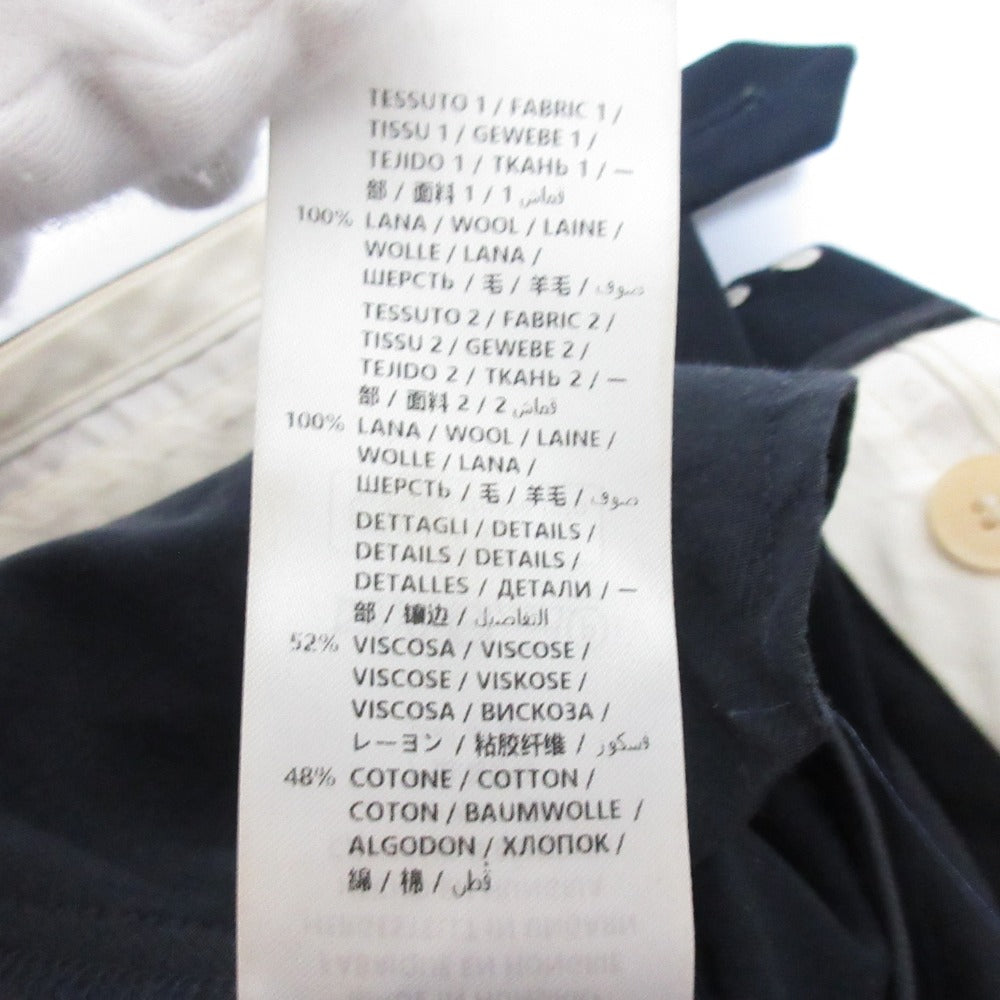 TESSUTO 1 / FABRIC 1 /
TISSU 1 / GEWEBE 1 /
TEJIDO 1 / ТКАНЬ 1 / 一
部 / 面料 1 / 1 قماش
100% LANA / WOOL / LAINE /
WOLLE / LANA /
ШЕРСТЬ / 毛 / 羊毛 / صوف
TESSUTO 2 / FABRIC 2 /
TISSU 2 / GEWEBE 2 /
TEJIDO 2 / ТКАНЬ 2 / 一
部 / 面料 2 / 2 قماش
100% LANA / WOOL / LAINE /
WOLLE / LANA /
ШЕРСТЬ / 毛 / 羊毛 / صوف
DETTAGLI / DETAILS /
DETAILS / DETAILS /
DETALLES / ДЕТАЛИ / 一
部 / 镶边 / التفاصيل
52% VISCOSA / VISCOSE /
VISCOSE / VISKOSE /
VISCOSA / ВИСКОЗА /
レーヨン / 粘胶纤维 / فسكوز
48% COTONE / COTTON /
COTON / BAUMWOLLE /
ALGODON / ХЛОПОК /
綿 / 棉 / قطن